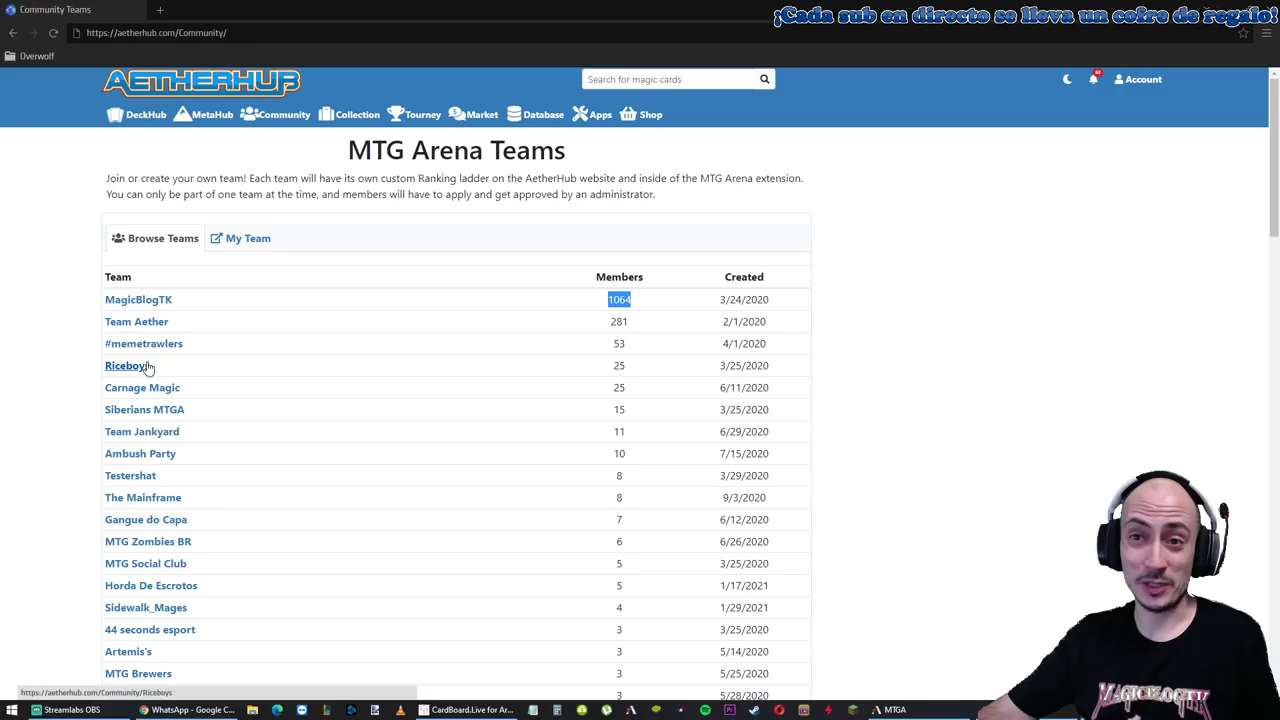 Community Teams
¡Cada sub en directo se lleva un cofre de regalo!
https://aetherhub.com/Community/
Overwolf
AETHERHUB
Search for magic cards
Account
DeckHub MetaHub Community Collection Tourney Market Database Apps Shop
MTG Arena Teams
Join or create your own team! Each team will have its own custom Ranking ladder on the AetherHub website and inside of the MTG Arena extension.
You can only be part of one team at the time, and members will have to apply and get approved by an administrator.
Browse Teams My Team
Team Members Created
MagicBlogTK 1064 3/24/2020
Team Aether 281 2/1/2020
#memetrawlers 53 4/1/2020
Riceboys 25 3/25/2020
Carnage Magic 25 6/11/2020
Siberians MTGA 15 3/25/2020
Team Jankyard 11 6/29/2020
Ambush Party 10 7/15/2020
Testershat 8 3/29/2020
The Mainframe 8 9/3/2020
Gangue do Capa 7 6/12/2020
MTG Zombies BR 6 6/26/2020
MTG Social Club 5 3/25/2020
Horda De Escrotos 5 1/17/2021
Sidewalk_Mages 4 1/29/2021
44 seconds esport 3 3/25/2020
Artemis's 3 5/14/2020
MTG Brewers 3 5/25/2020
3 5/28/2020
https://aetherhub.com/Community/Riceboys
MAGICBLOGTK
Streamlabs OBS WhatsApp - Google C... CardBoard.Live for Ar... MTGA